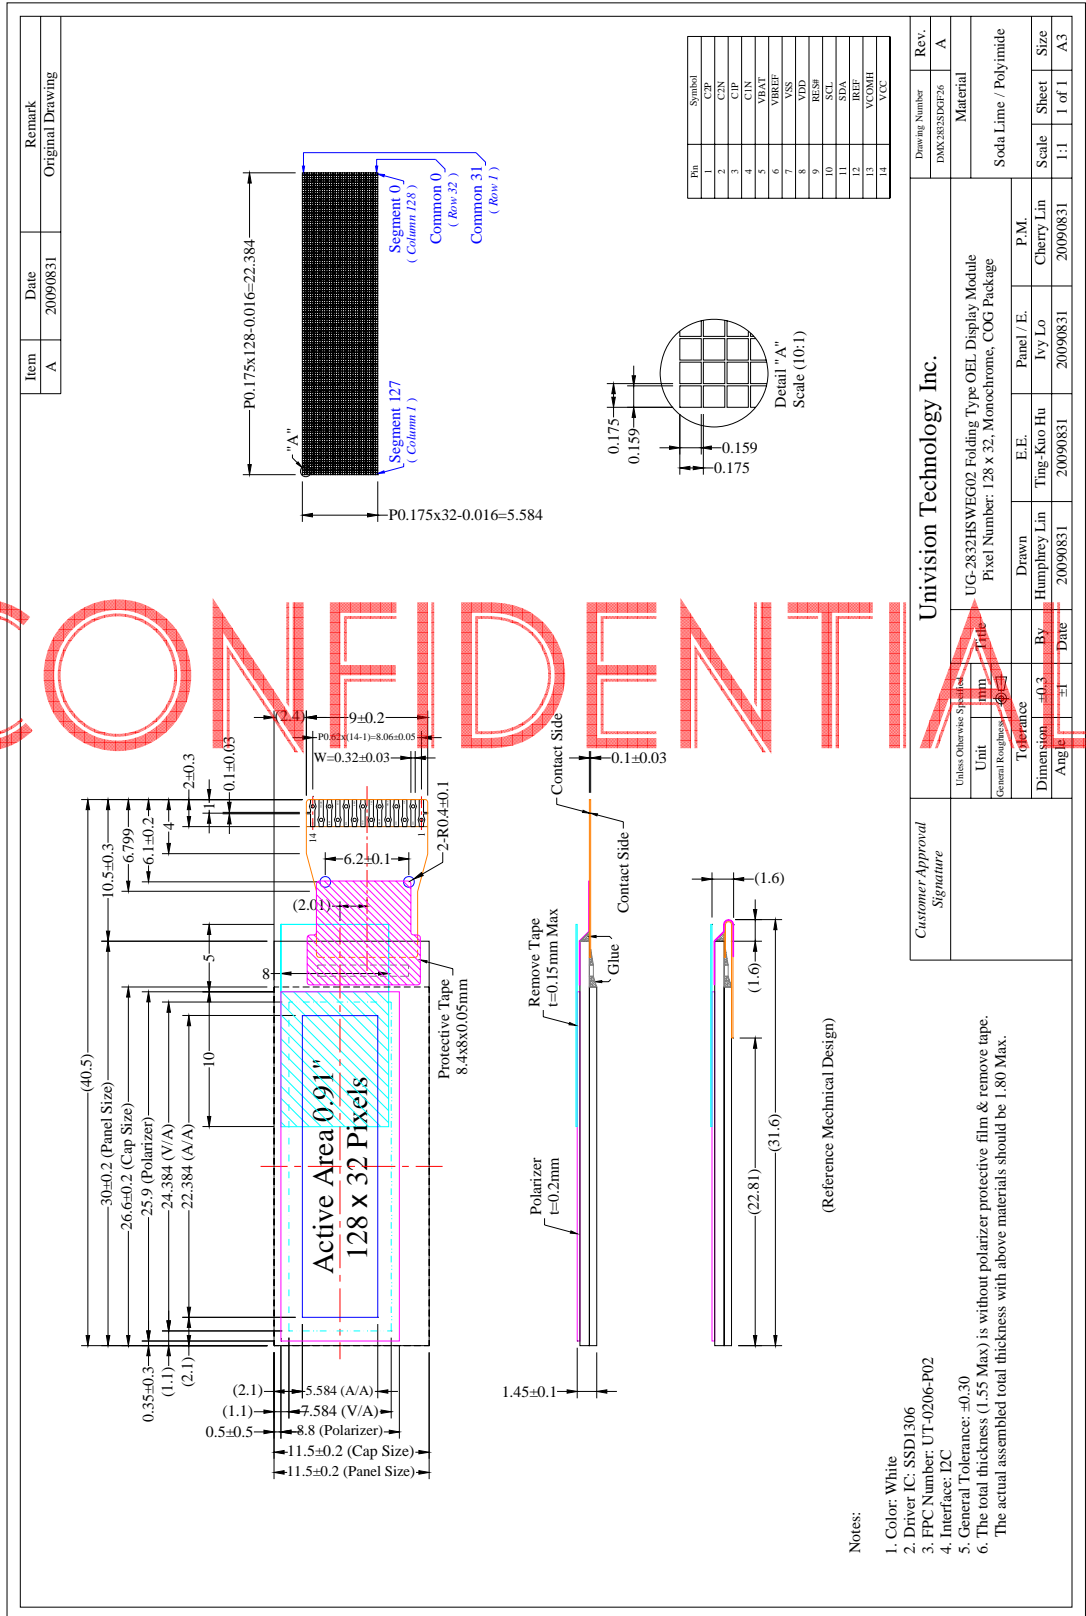 Item Date Remark
A 20090831 Original Drawing
P0.175x128-0.016=22.384
"A"
Segment 127
( Column 1 )
Segment 0
( Column 128 )
Common 0
( Row 32 )
Common 31
( Row 1 )
P0.175x32-0.016=5.584
0.175
0.159
0.159
0.175
Detail "A"
Scale (10:1)
Pin Symbol
1 C2P
2 C2N
3 C1P
4 C1N
5 VBAT
6 VBREF
7 VSS
8 VDD
9 RES#
10 SCL
11 SDA
12 IREF
13 VCOMH
14 VCC
CONFIDENTIAL
(40.5)
30±0.2 (Panel Size)
10.5±0.3
26.6±0.2 (Cap Size)
6.799
25.9 (Polarizer)
6.1±0.2
24.384 (V/A)
4
22.384 (A/A)
2±0.3
1
0.1±0.03
0.35±0.3
(1.1)
(2.1)
10
5
8
(2.4)
9±0.2
P0.62x(14-1)=8.06±0.05
W=0.32±0.03
14
1
6.2±0.1
2-R0.4±0.1
(2.01)
Protective Tape
8.4x8x0.05mm
Active Area 0.91"
128 x 32 Pixels
(2.1)
5.584 (A/A)
(1.1)
7.584 (V/A)
0.5±0.5
8.8 (Polarizer)
11.5±0.2 (Cap Size)
11.5±0.2 (Panel Size)
Contact Side
0.1±0.03
Contact Side
Glue
Remove Tape
t=0.15mm Max
Polarizer
t=0.2mm
1.45±0.1
(1.6)
(1.6)
(22.81)
(31.6)
(Reference Mechnical Design)
Notes:
1. Color: White
2. Driver IC: SSD1306
3. FPC Number: UT-0206-P02
4. Interface: I2C
5. General Tolerance: ±0.30
6. The total thickness (1.55 Max) is without polarizer protective film & remove tape.
The actual assembled total thickness with above materials should be 1.80 Max.
Customer Approval
Signature
Univision Technology Inc.
Drawing Number Rev.
DMX2832SDGF26 A
Unless Otherwise Specified
Unit mm
General Roughness
Tolerance
Dimension ±0.3
Angle ±1
Title
UG-2832HSWEG02 Folding Type OEL Display Module
Pixel Number: 128 x 32, Monochrome, COG Package
Material
Soda Lime / Polyimide
Drawn E.E. Panel / E. P.M.
By Humphrey Lin Ting-Kuo Hu Ivy Lo Cherry Lin
Date 20090831 20090831 20090831 20090831
Scale Sheet Size
1:1 1 of 1 A3